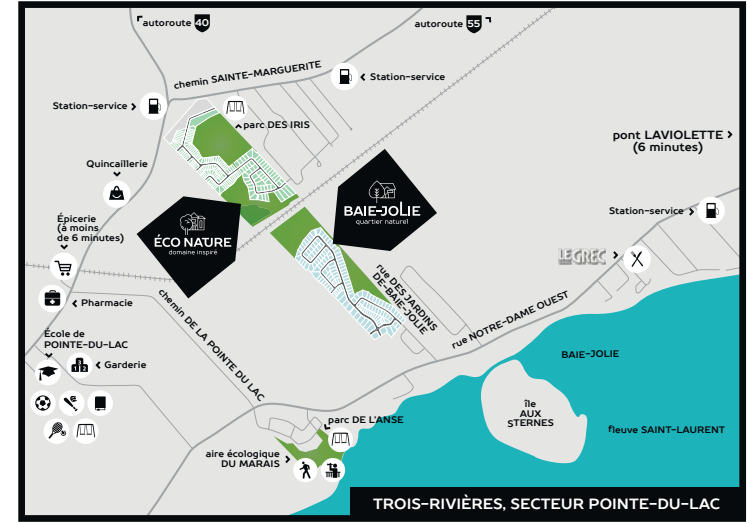 autoroute 40
autoroute 55
chemin SAINTE-MARGUERITE
Station-service
Station-service
parc DES IRIS
pont LAVIOLETTE
(6 minutes)
Quincaillerie
BAIE-JOLIE
quartier naturel
Station-service
Épicerie
(à moins
de 6 minutes)
ÉCO NATURE
domaine inspiré
LE GREC
rue DES JARDINS
DE-BAIE-JOLIE
Pharmacie
chemin DE LA POINTE DU LAC
rue NOTRE-DAME OUEST
École de
POINTE-DU-LAC
Garderie
BAIE-JOLIE
île
AUX
STERNES
parc DE L'ANSE
fleuve SAINT-LAURENT
aire écologique
DU MARAIS
TROIS-RIVIÈRES, SECTEUR POINTE-DU-LAC